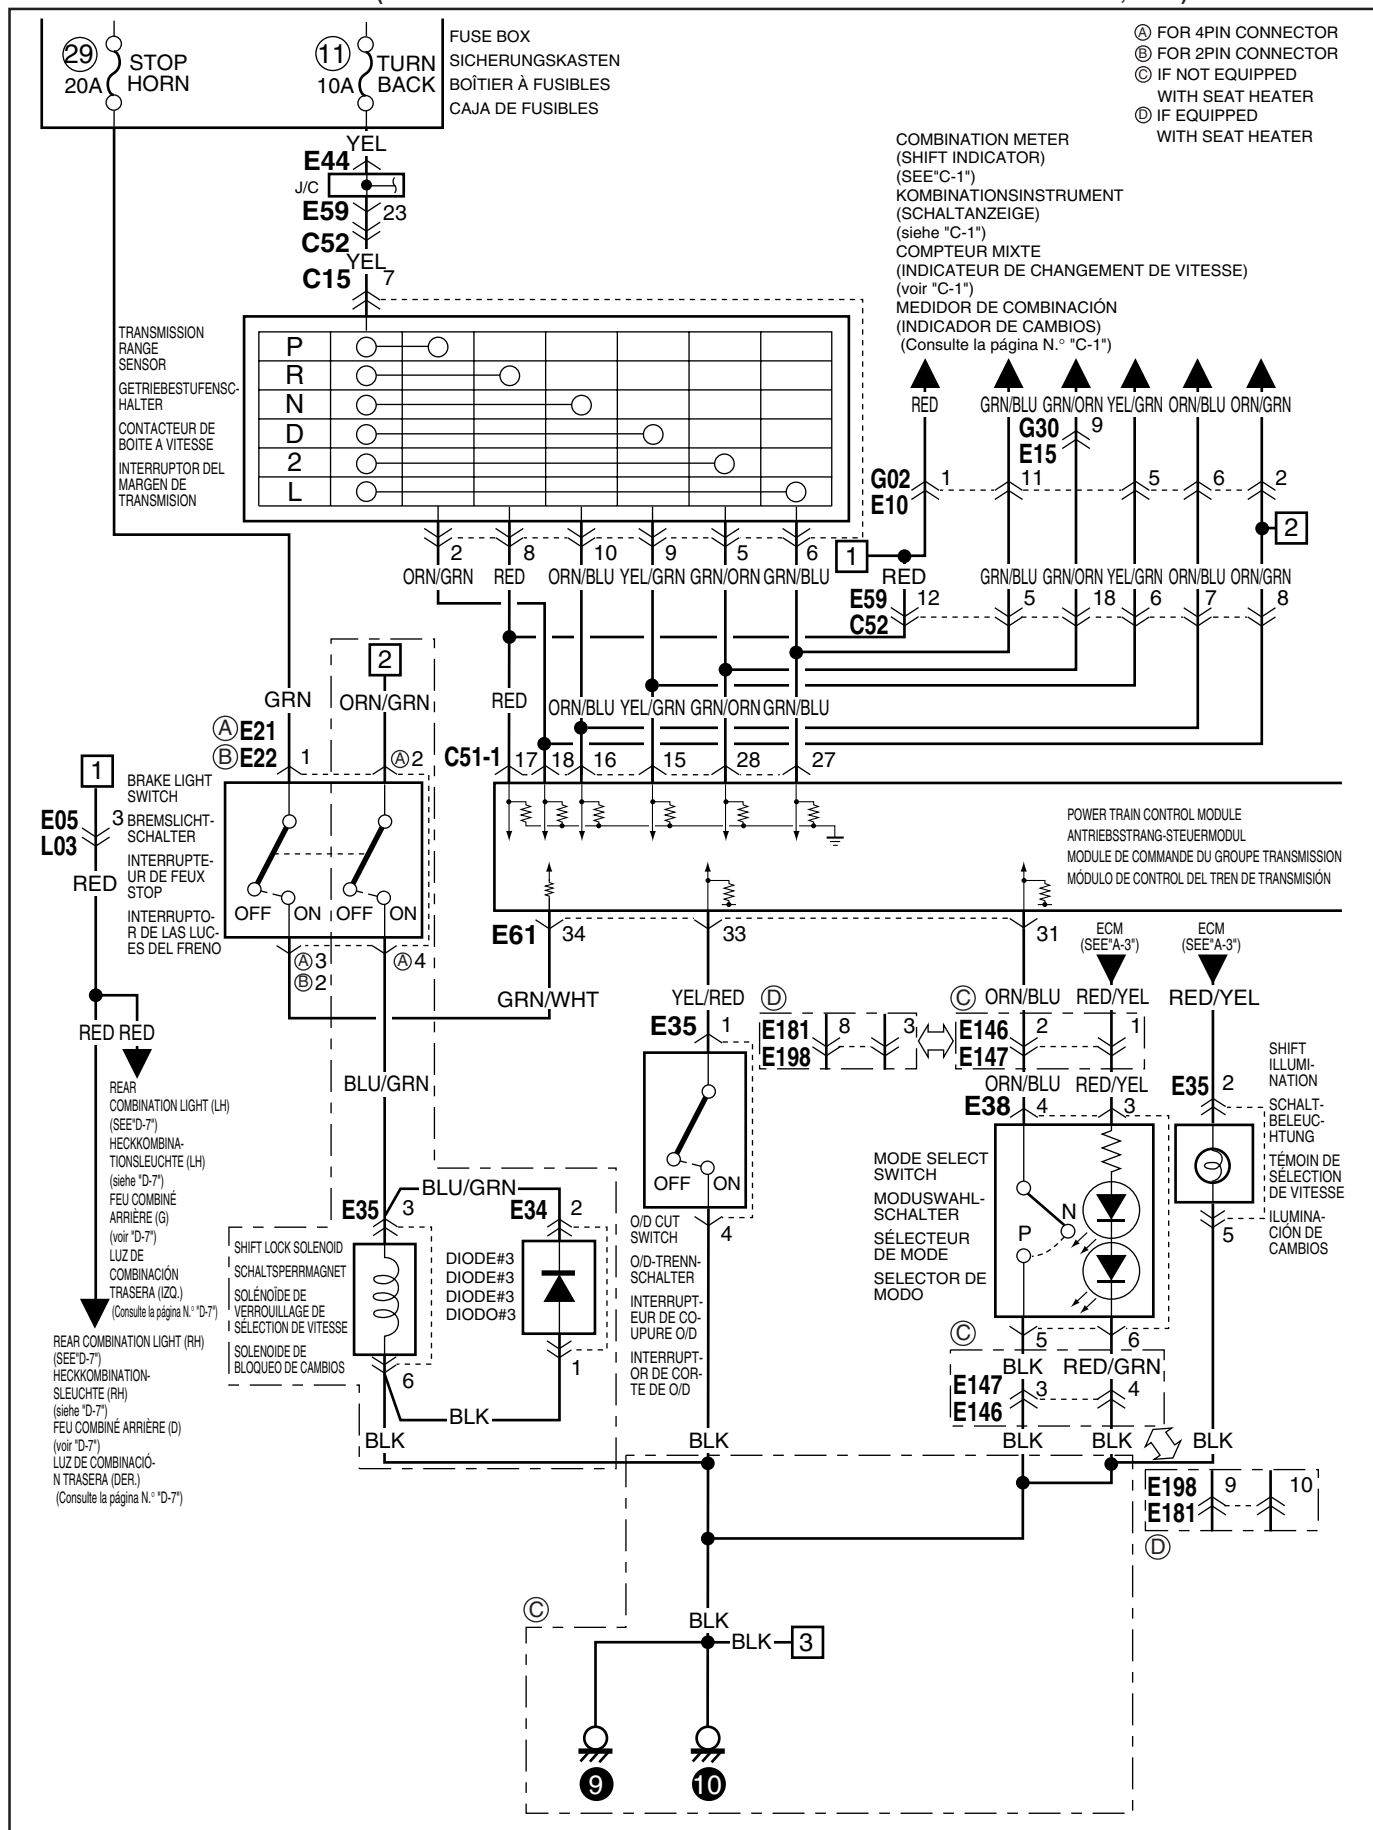 29
20A
STOP
HORN
11
10A
TURN
BACK
FUSE BOX
SICHERUNGSKASTEN
BOÎTIER À FUSIBLES
CAJA DE FUSIBLES
Ⓐ FOR 4PIN CONNECTOR
Ⓑ FOR 2PIN CONNECTOR
Ⓒ IF NOT EQUIPPED
WITH SEAT HEATER
Ⓓ IF EQUIPPED
WITH SEAT HEATER
YEL
E44
J/C
E59 23
C52
YEL
C15 7
COMBINATION METER
(SHIFT INDICATOR)
(SEE"C-1")
KOMBINATIONSINSTRUMENT
(SCHALTANZEIGE)
(siehe "C-1")
COMPTEUR MIXTE
(INDICATEUR DE CHANGEMENT DE VITESSE)
(voir "C-1")
MEDIDOR DE COMBINACIÓN
(INDICADOR DE CAMBIOS)
(Consulte la página N.° "C-1")
TRANSMISSION
RANGE
SENSOR
GETRIEBESTUFENSC-
HALTER
CONTACTEUR DE
BOITE A VITESSE
INTERRUPTOR DEL
MARGEN DE
TRANSMISION
P
R
N
D
2
L
RED GRN/BLU GRN/ORN YEL/GRN ORN/BLU ORN/GRN
G30 9
E15
G02 1 11 5 6 2
E10
2
2 8 10 9 5 6
1
ORN/GRN RED ORN/BLU YEL/GRN GRN/ORN GRN/BLU
RED GRN/BLU GRN/ORN YEL/GRN ORN/BLU ORN/GRN
E59 12 5 18 6 7 8
C52
2
GRN ORN/GRN
RED ORN/BLU YEL/GRN GRN/ORN GRN/BLU
Ⓐ E21
Ⓑ E22 1 Ⓐ2
C51-1 17 18 16 15 28 27
1
BRAKE LIGHT
SWITCH
BREMSLICHT-
SCHALTER
INTERRUPTE-
UR DE FEUX
STOP
INTERRUPTO-
R DE LAS LUC-
ES DEL FRENO
E05 3
L03
RED
OFF ON OFF ON
POWER TRAIN CONTROL MODULE
ANTRIEBSSTRANG-STEUERMODUL
MODULE DE COMMANDE DU GROUPE TRANSMISSION
MÓDULO DE CONTROL DEL TREN DE TRANSMISIÓN
Ⓐ3 Ⓐ4
Ⓑ2
E61 34 33 31
ECM
(SEE"A-3")
ECM
(SEE"A-3")
GRN/WHT
YEL/RED
Ⓓ
Ⓒ ORN/BLU RED/YEL RED/YEL
RED RED
E35 1
E181 8 3
E198
E146 2 1
E147
BLU/GRN
ORN/BLU RED/YEL
E38 4 3
E35 2
SHIFT
ILLUMI-
NATION
SCHALT-
BELEUC-
HTUNG
TÉMOIN DE
SÉLECTION
DE VITESSE
ILUMINA-
CIÓN DE
CAMBIOS
REAR
COMBINATION LIGHT (LH)
(SEE"D-7")
HECKKOMBINA-
TIONSLEUCHTE (LH)
(siehe "D-7")
FEU COMBINÉ
ARRIÈRE (G)
(voir "D-7")
LUZ DE
COMBINACIÓN
TRASERA (IZQ.)
(Consulte la página N.° "D-7")
OFF ON
MODE SELECT
SWITCH
MODUSWAHL-
SCHALTER
SÉLECTEUR
DE MODE
SELECTOR DE
MODO
N
P
5
BLU/GRN
E35 3
E34 2
4
O/D CUT
SWITCH
O/D-TRENN-
SCHALTER
INTERRUPT-
EUR DE CO-
UPURE O/D
INTERRUPT-
OR DE COR-
TE DE O/D
SHIFT LOCK SOLENOID
SCHALTSPERRMAGNET
SOLÉNOÏDE DE
VERROUILLAGE DE
SÉLECTION DE VITESSE
SOLENOIDE DE
BLOQUEO DE CAMBIOS
DIODE#3
DIODE#3
DIODE#3
DIODO#3
6
1
REAR COMBINATION LIGHT (RH)
(SEE"D-7")
HECKKOMBINATION-
SLEUCHTE (RH)
(siehe "D-7")
FEU COMBINÉ ARRIÈRE (D)
(voir "D-7")
LUZ DE COMBINACIÓ-
N TRASERA (DER.)
(Consulte la página N.° "D-7")
Ⓒ 5 6
BLK RED/GRN
E147 3 4
E146
BLK
BLK BLK BLK BLK BLK
E198 9 10
E181
Ⓓ
Ⓒ
BLK
BLK 3
9 10